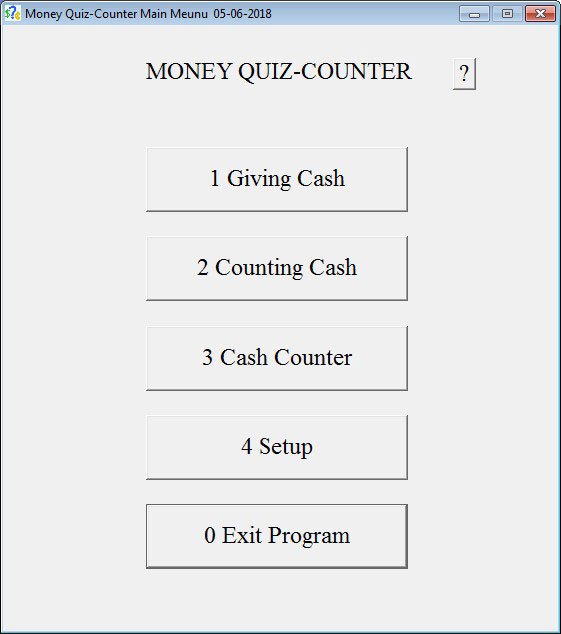 Money Quiz-Counter Main Meunu 05-06-2018
MONEY QUIZ-COUNTER
?
1 Giving Cash
2 Counting Cash
3 Cash Counter
4 Setup
0 Exit Program